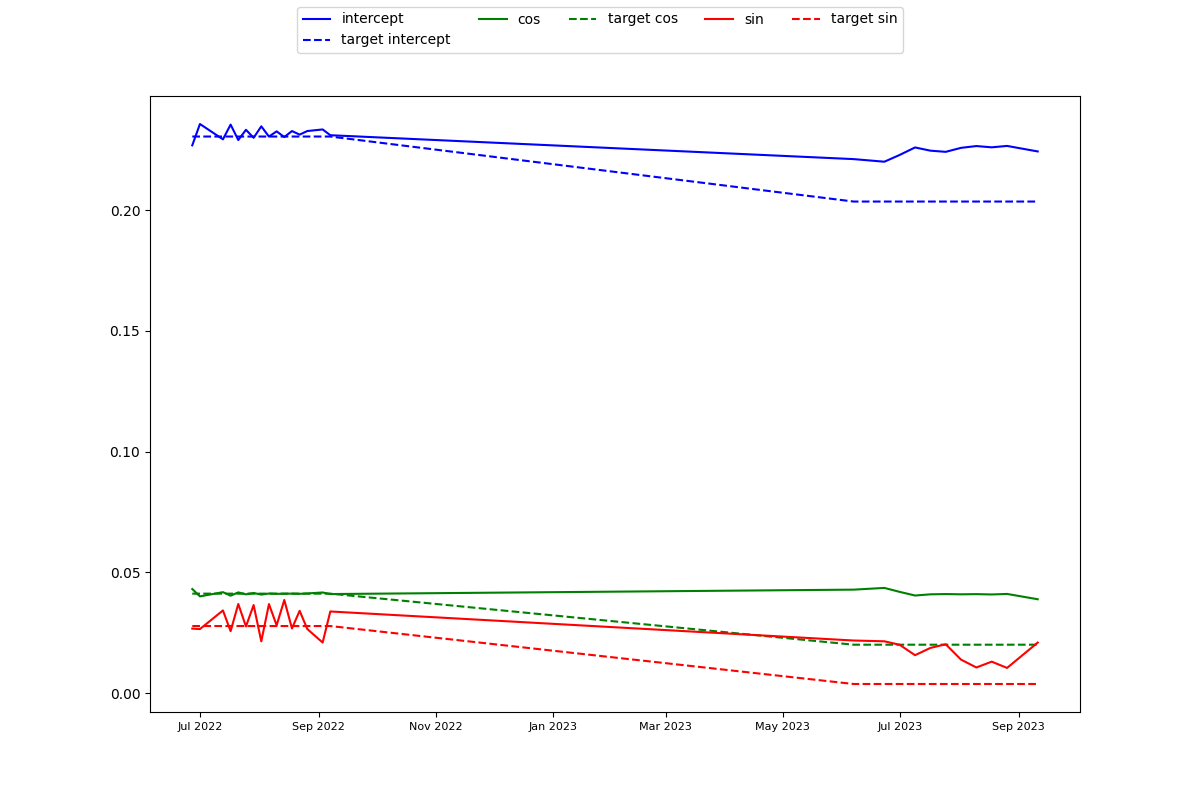 intercept cos target cos sin target sin
target intercept
0.20
0.15
0.10
0.05
0.00
Jul 2022 Sep 2022 Nov 2022 Jan 2023 Mar 2023 May 2023 Jul 2023 Sep 2023